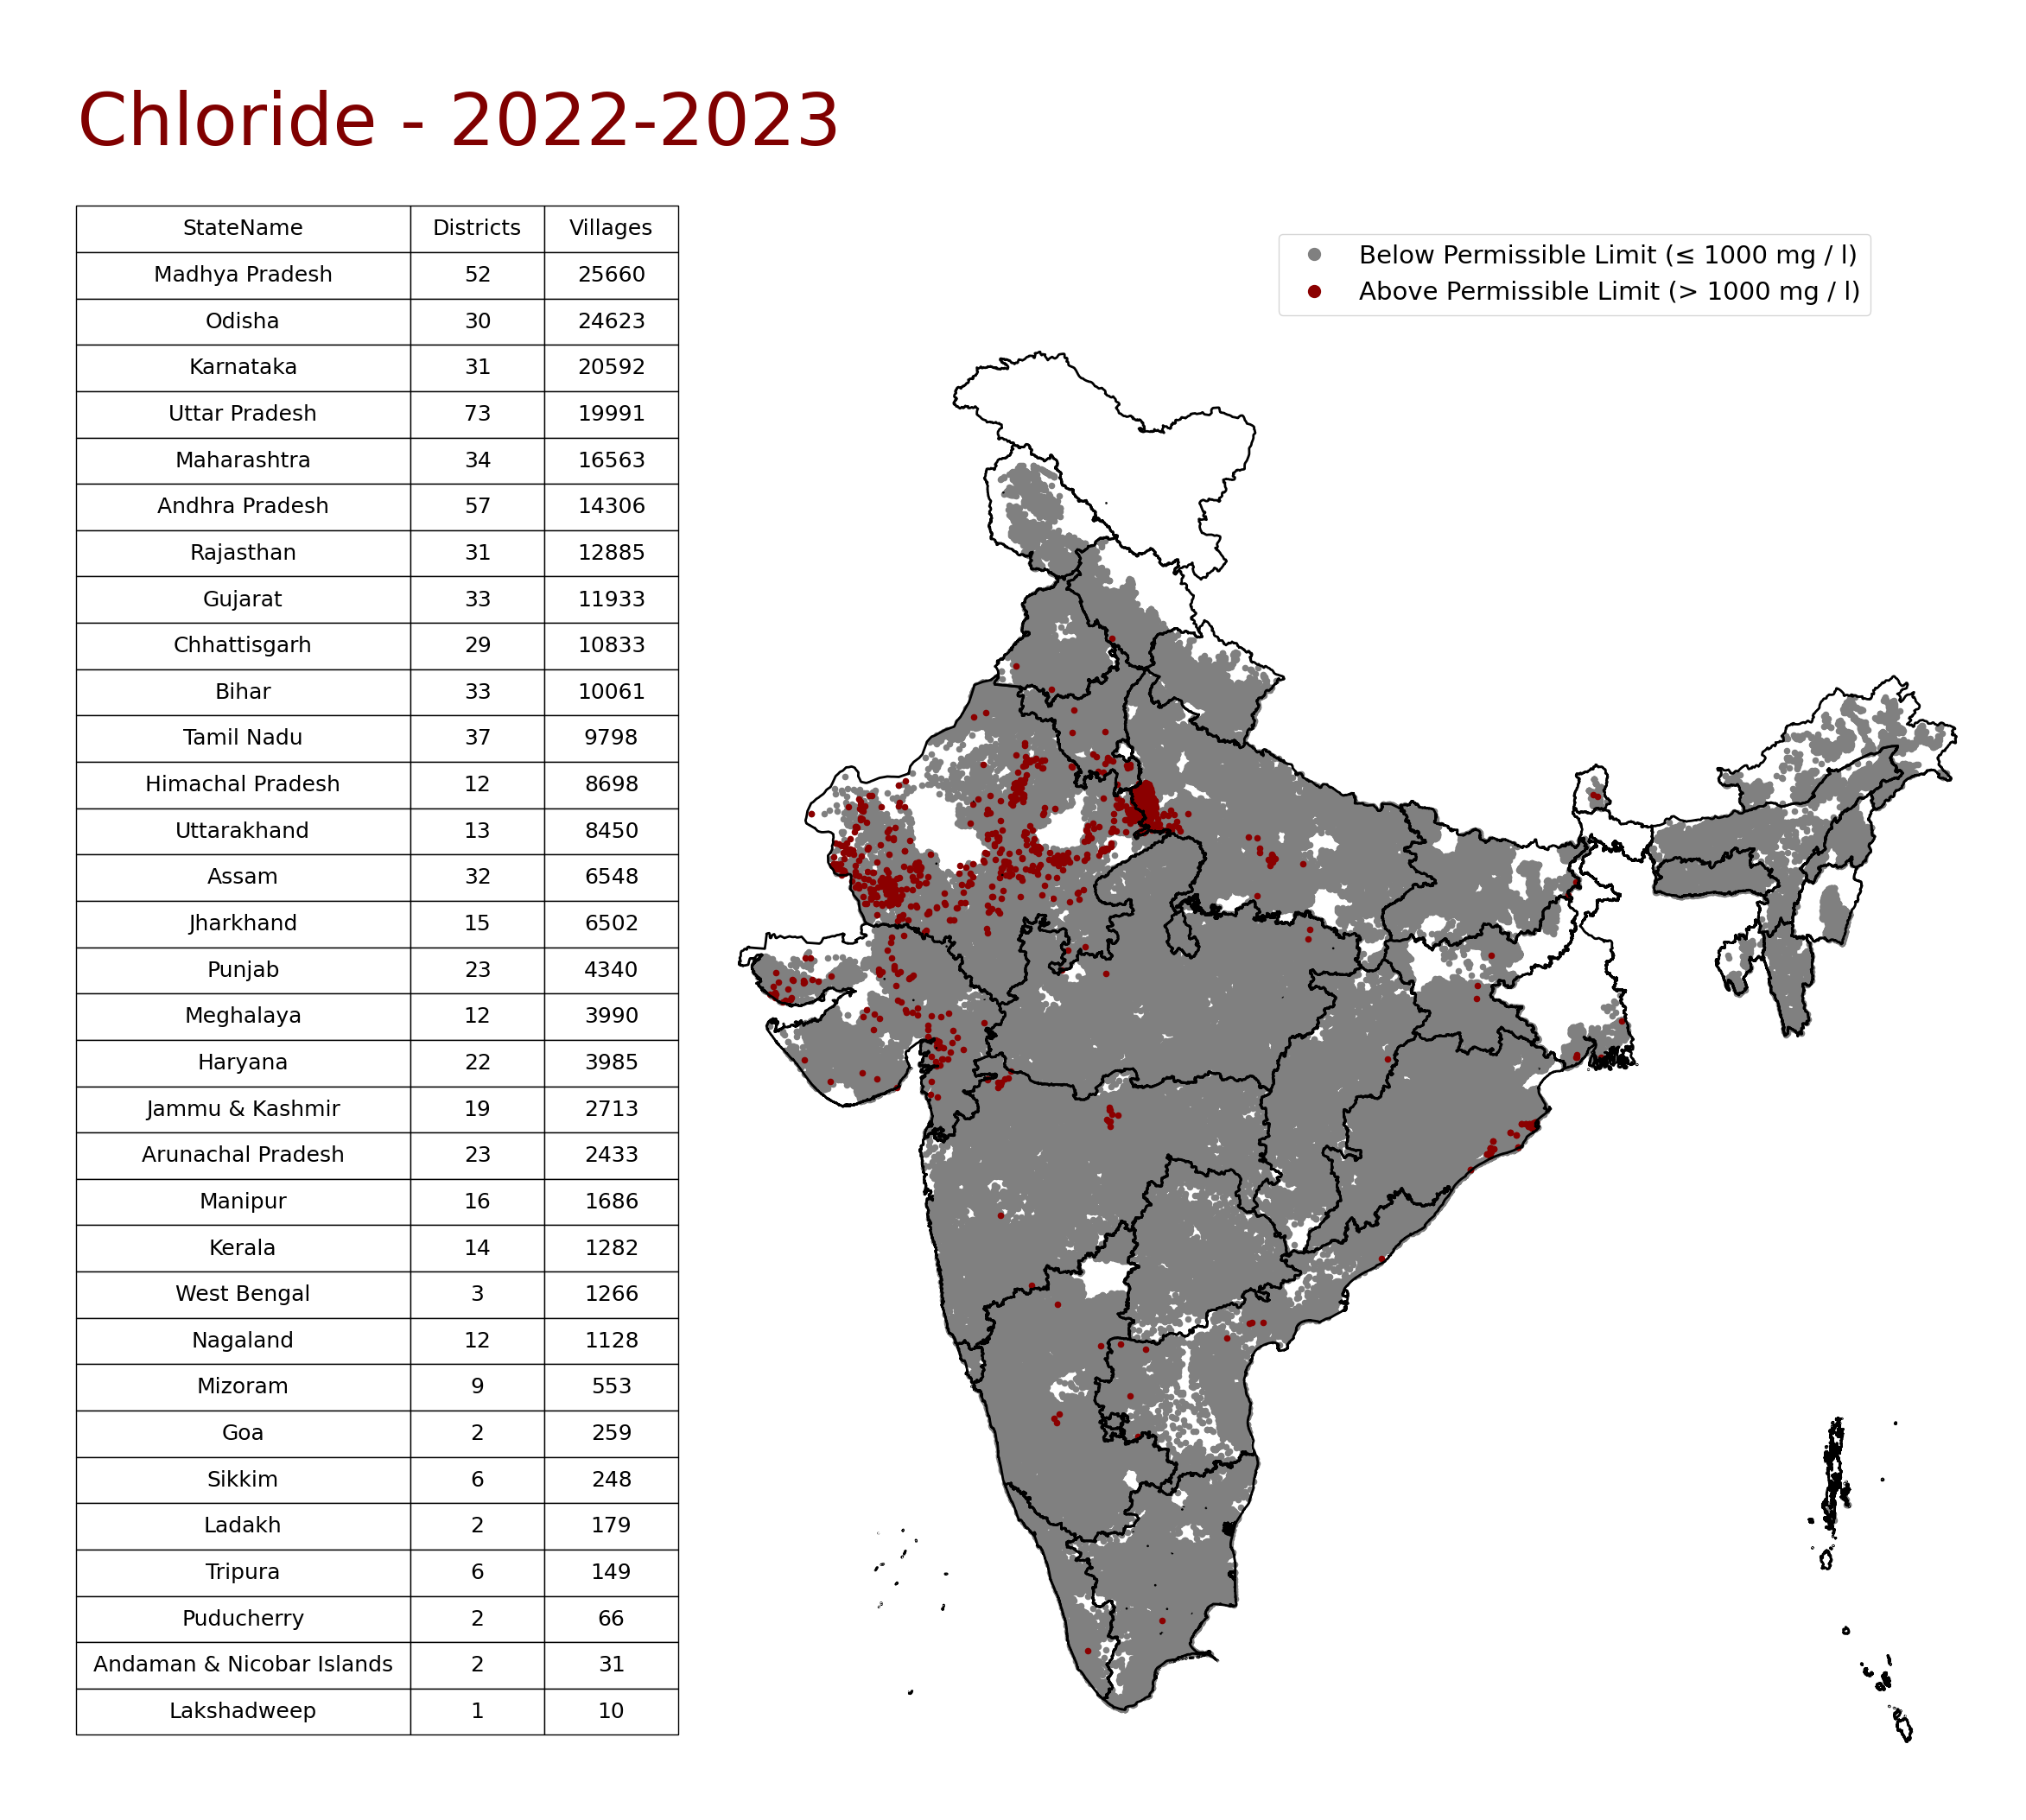 Chloride - 2022-2023
StateName Districts Villages
Madhya Pradesh 52 25660
Odisha 30 24623
Karnataka 31 20592
Uttar Pradesh 73 19991
Maharashtra 34 16563
Andhra Pradesh 57 14306
Rajasthan 31 12885
Gujarat 33 11933
Chhattisgarh 29 10833
Bihar 33 10061
Tamil Nadu 37 9798
Himachal Pradesh 12 8698
Uttarakhand 13 8450
Assam 32 6548
Jharkhand 15 6502
Punjab 23 4340
Meghalaya 12 3990
Haryana 22 3985
Jammu & Kashmir 19 2713
Arunachal Pradesh 23 2433
Manipur 16 1686
Kerala 14 1282
West Bengal 3 1266
Nagaland 12 1128
Mizoram 9 553
Goa 2 259
Sikkim 6 248
Ladakh 2 179
Tripura 6 149
Puducherry 2 66
Andaman & Nicobar Islands 2 31
Lakshadweep 1 10
Below Permissible Limit (≤ 1000 mg / l)
Above Permissible Limit (> 1000 mg / l)